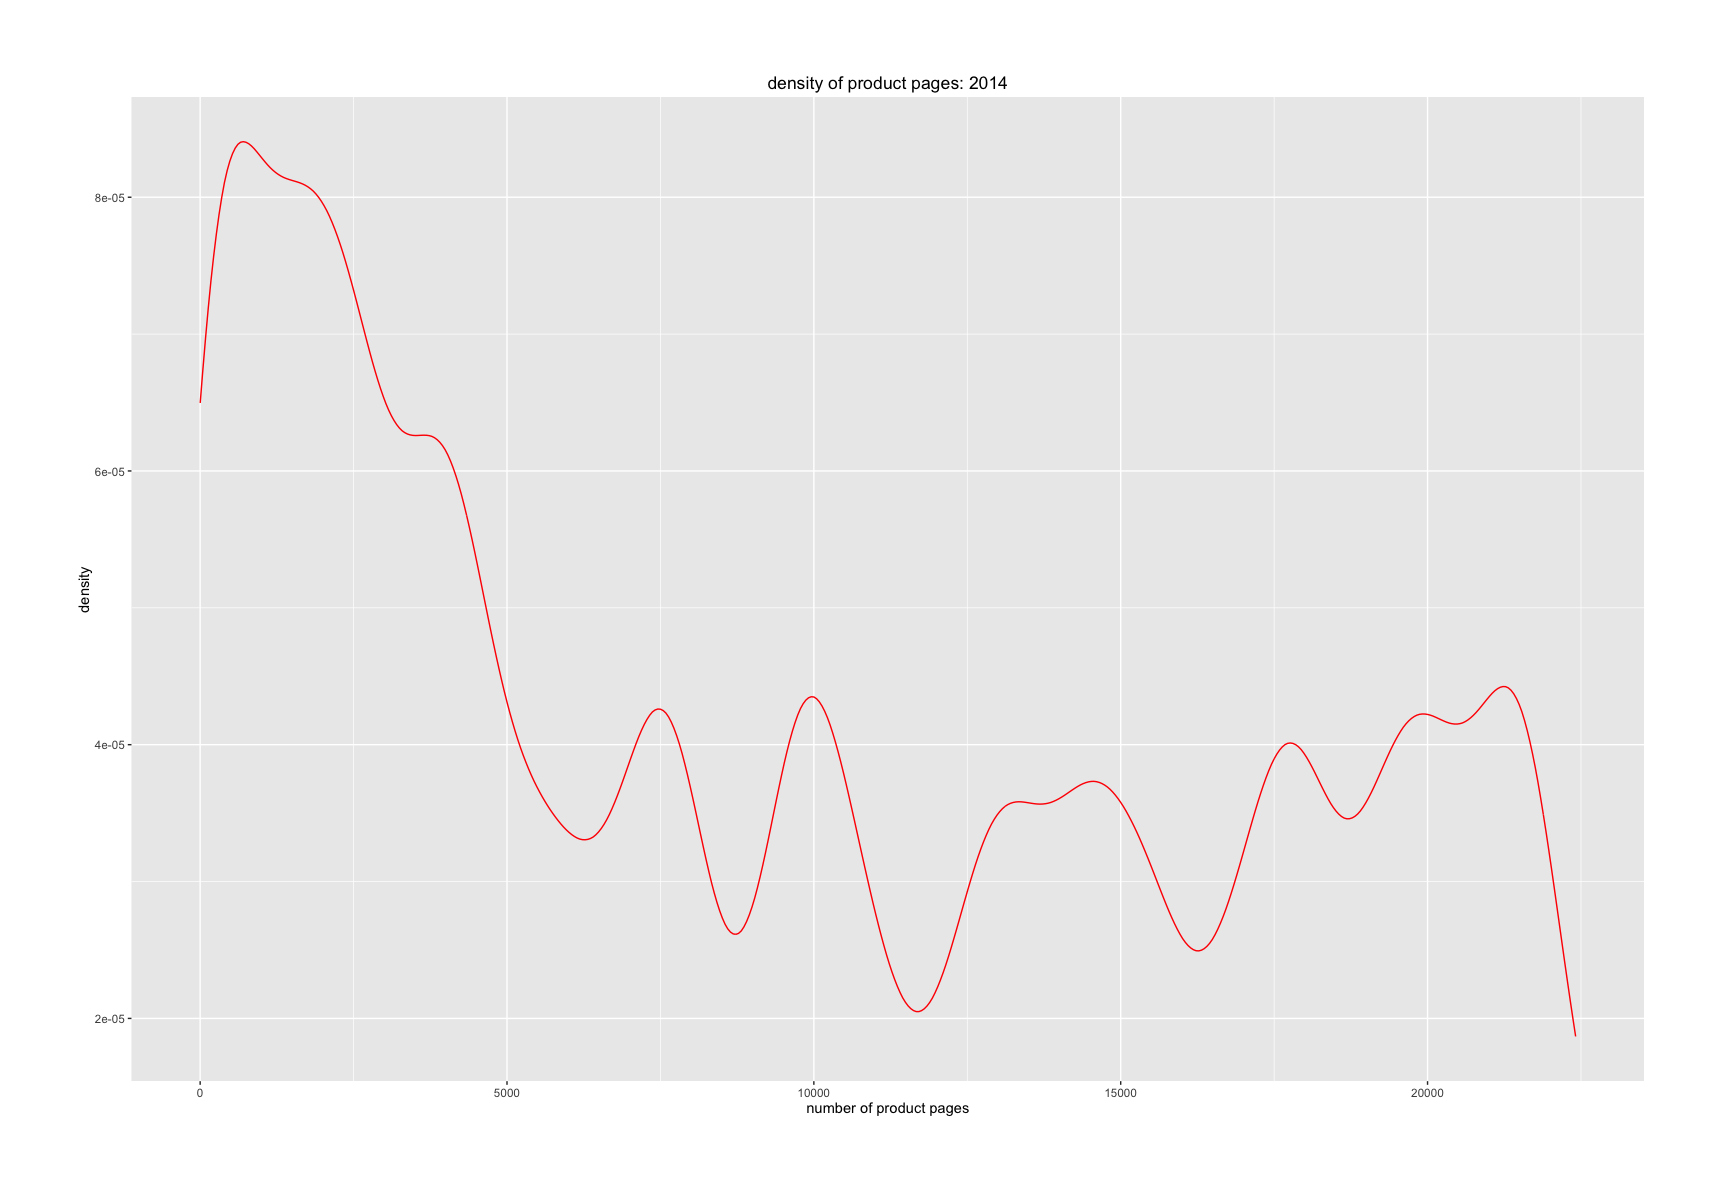 density of product pages: 2014
density
8e-05
6e-05
4e-05
2e-05
0 5000 10000 15000 20000
number of product pages